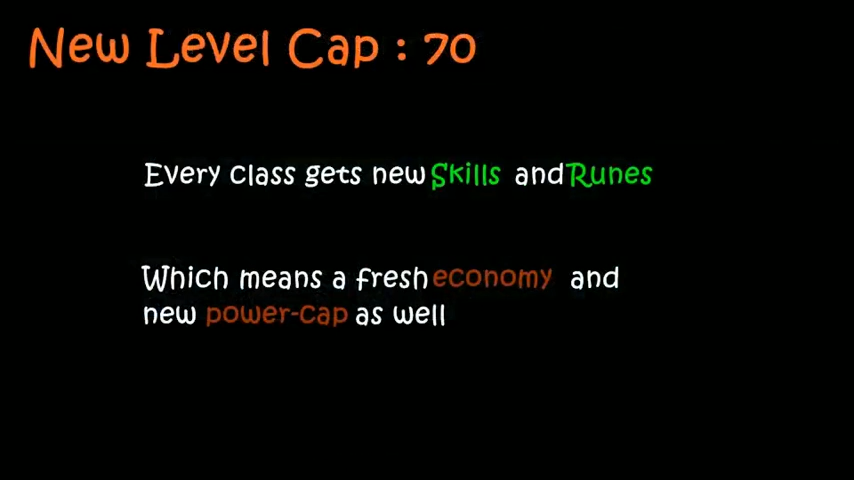 New Level Cap : 70
Every class gets new Skills and Runes
Which means a fresh economy and
new power-cap as well